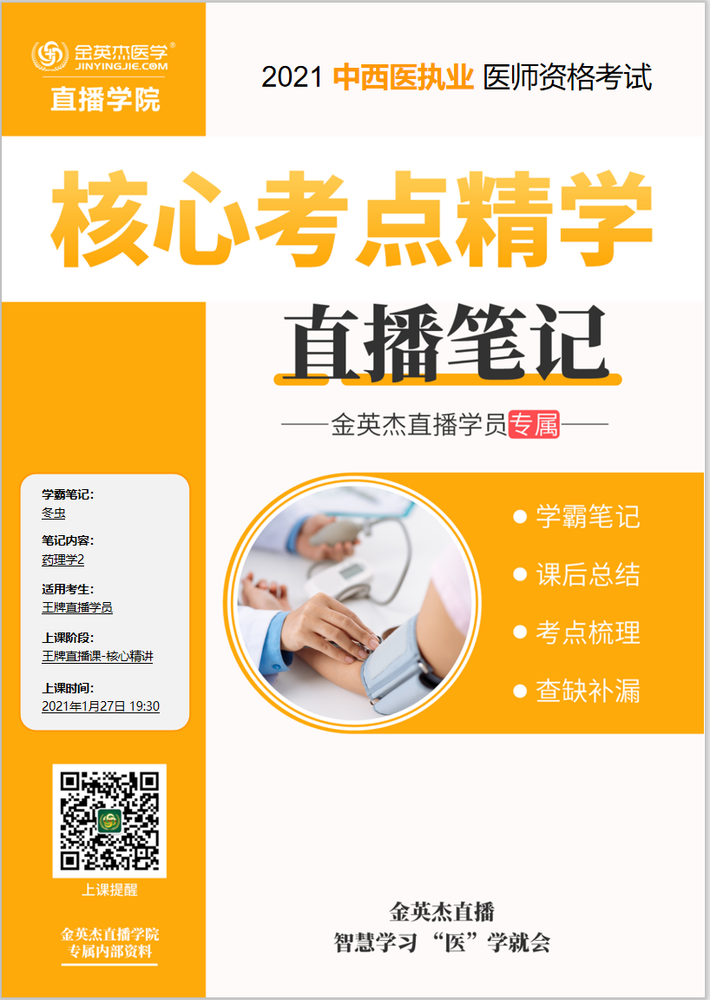 金英杰医学®
JINYINGJIE.COM
直播学院
2021 中西医执业 医师资格考试
核心考点精学
直播笔记
金英杰直播学员专属
学霸笔记：
冬虫
笔记内容：
药理学2
适用考生：
王牌直播学员
上课阶段：
王牌直播课-核心精讲
上课时间：
2021年1月27日 19:30
学霸笔记
课后总结
考点梳理
查缺补漏
上课提醒
金英杰直播学院
专属内部资料
金英杰直播
智慧学习 “医”学就会